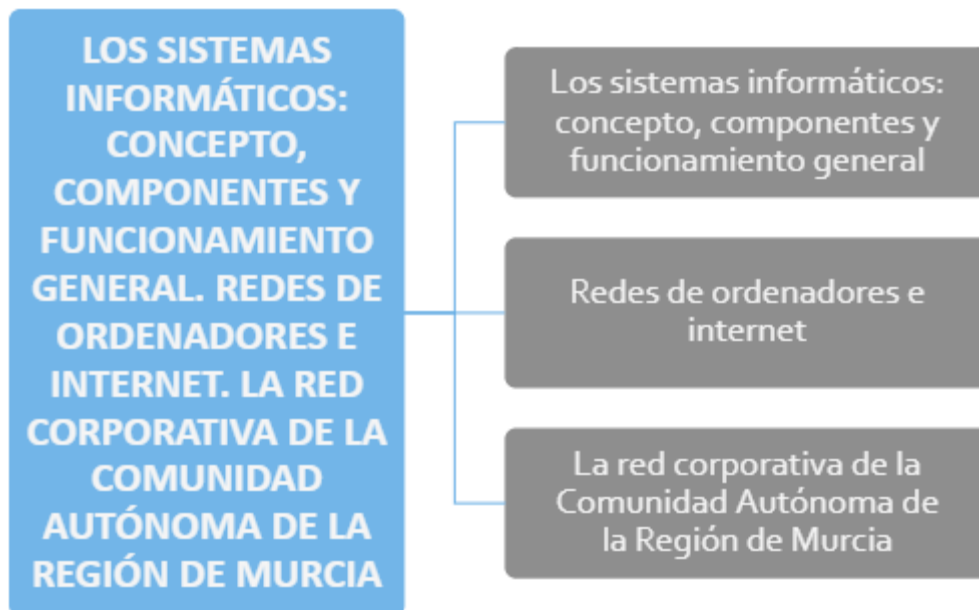 LOS SISTEMAS
INFORMÁTICOS:
CONCEPTO,
COMPONENTES Y
FUNCIONAMIENTO
GENERAL. REDES DE
ORDENADORES E
INTERNET. LA RED
CORPORATIVA DE LA
COMUNIDAD
AUTÓNOMA DE LA
REGIÓN DE MURCIA
Los sistemas informáticos:
concepto, componentes y
funcionamiento general
Redes de ordenadores e
internet
La red corporativa de la
Comunidad Autónoma de
la Región de Murcia